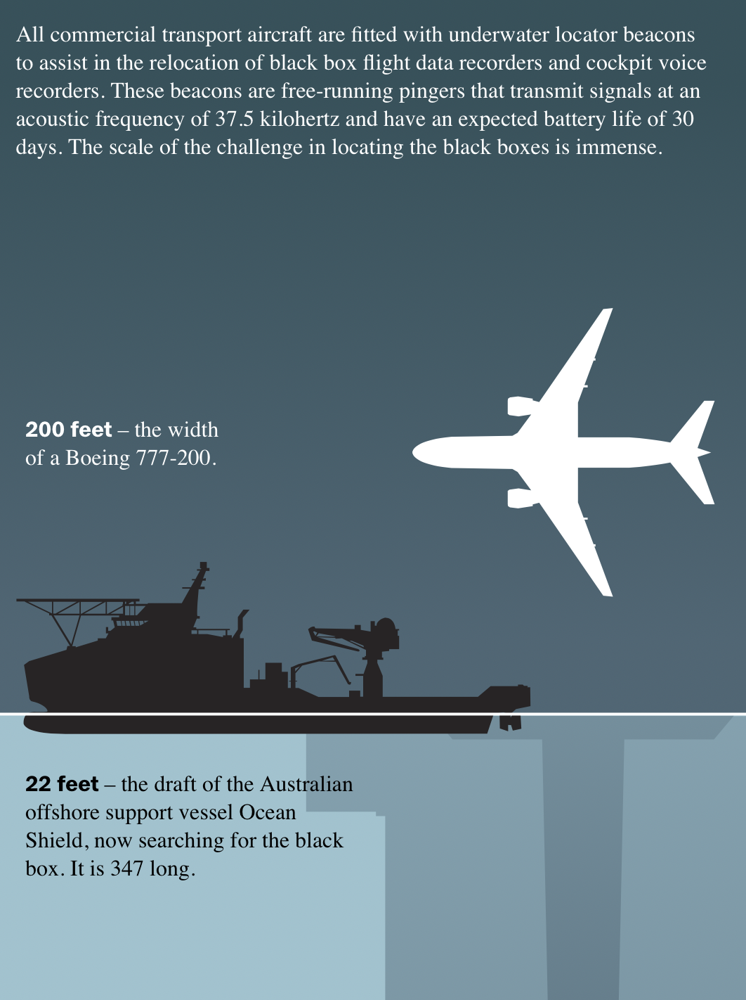 All commercial transport aircraft are fitted with underwater locator beacons
to assist in the relocation of black box flight data recorders and cockpit voice
recorders. These beacons are free-running pingers that transmit signals at an
acoustic frequency of 37.5 kilohertz and have an expected battery life of 30
days. The scale of the challenge in locating the black boxes is immense.
200 feet – the width
of a Boeing 777-200.
22 feet – the draft of the Australian
offshore support vessel Ocean
Shield, now searching for the black
box. It is 347 long.